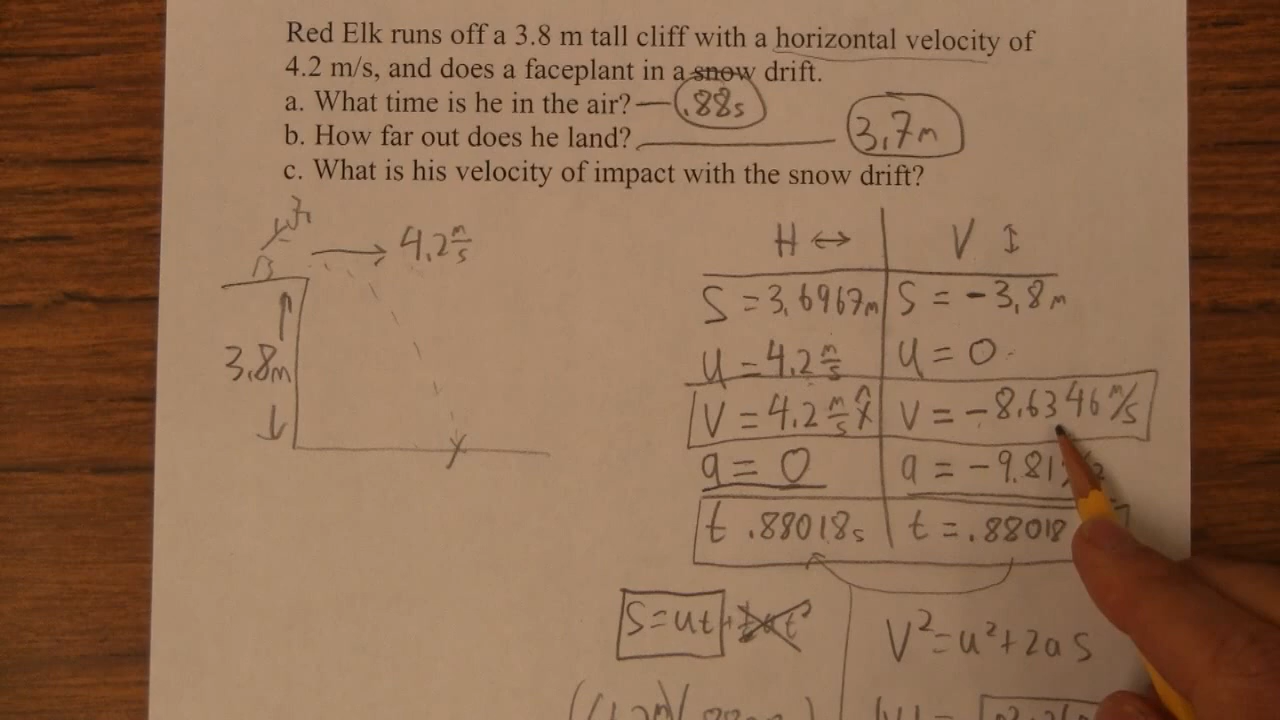 Red Elk runs off a 3.8 m tall cliff with a horizontal velocity of
4.2 m/s, and does a faceplant in a snow drift.
a. What time is he in the air? .88s
b. How far out does he land? 3,7m
c. What is his velocity of impact with the snow drift?
4.2 m/s
3.8m
H ↔ V ↕
S = 3,6967m S = -3,8m
u = 4.2 m/s u = 0
V = 4.2 m/s x̂ V = -8,6346 m/s
a = 0 a = -9.81
t .88018s t = .88018
S = ut
V² = u² + 2aS